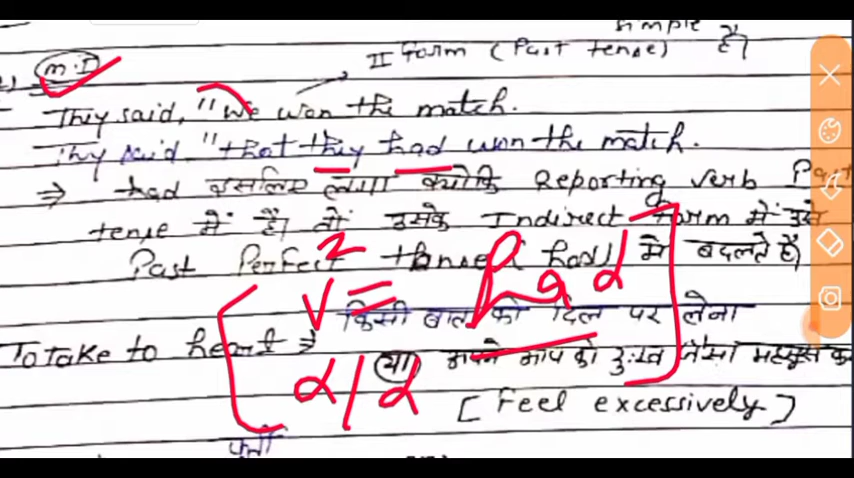 simple
II form (Past tense) है
m.I
They said, "We won the match.
They said "that they had won the match.
⇒ had इसलिए लगा क्योकि Reporting verb Past
tense में है। तो उसके Indirect form में उसे
Past Perfect tense (had) में बदलते है।
V2 = had
किसी बात को दिल पर लेना
To take to heart ⇒ (या) अपने आप को दुःख जैसा महसूस
[Feel excessively]